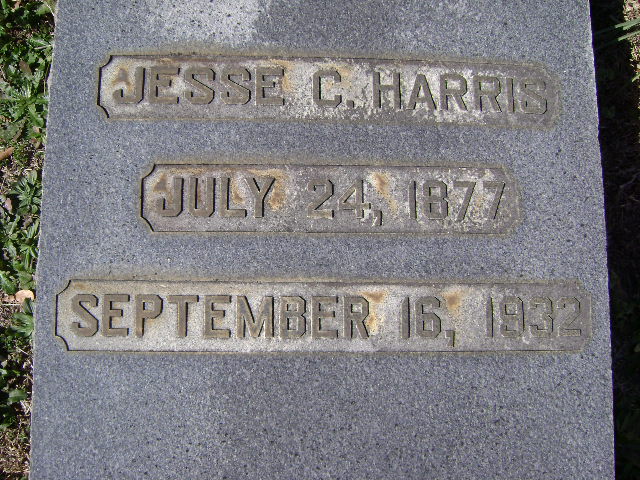 JESSE C. HARRIS
JULY 24, 1877
SEPTEMBER 16, 1932